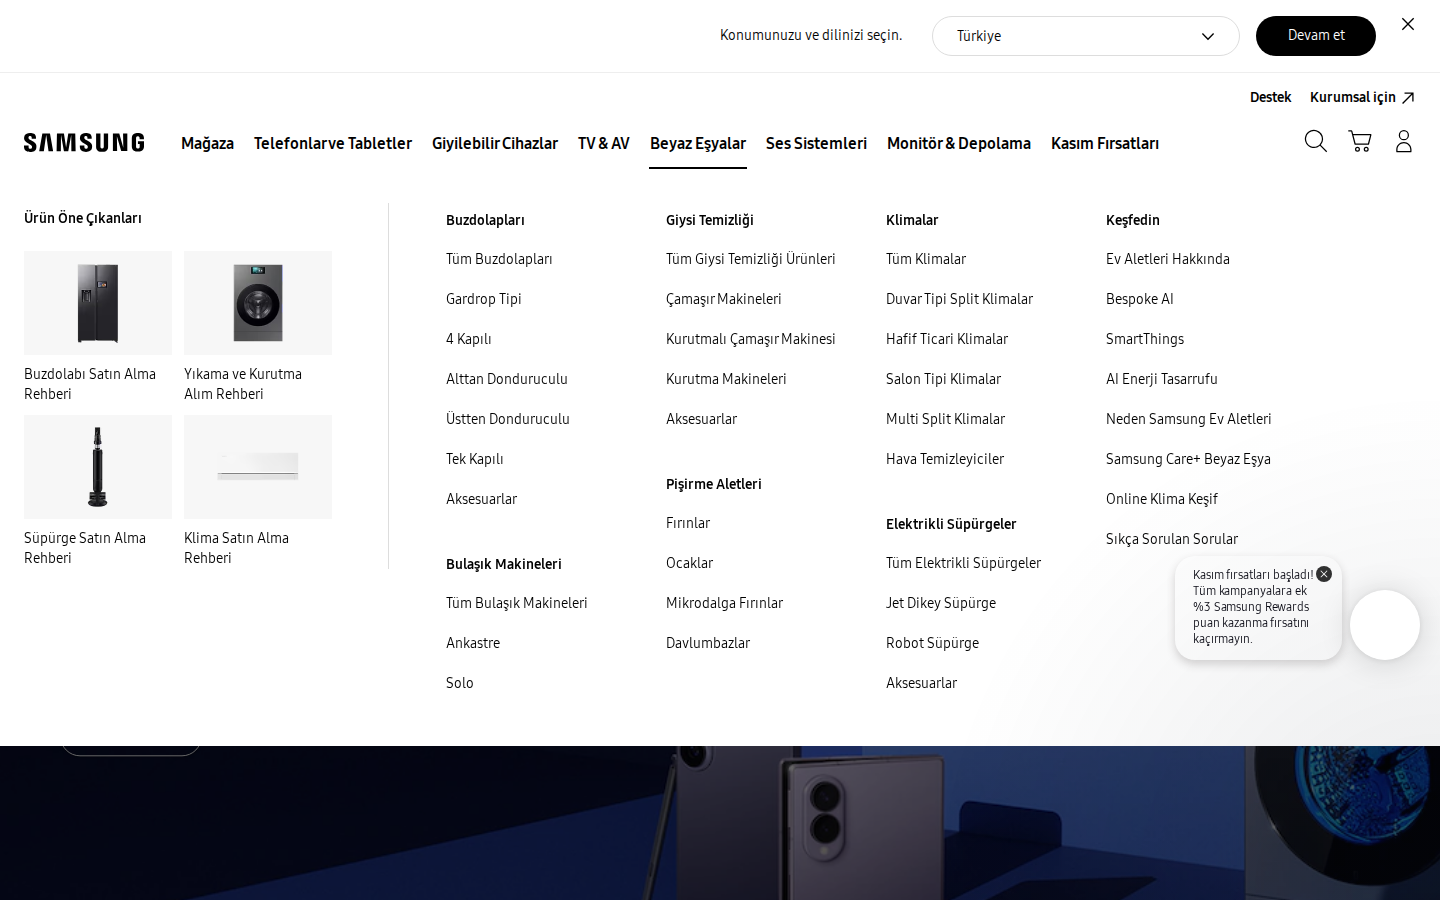 Konumunuzu ve dilinizi seçin.
Türkiye
Devam et
Destek
Kurumsal için
SAMSUNG
Mağaza
Telefonlar ve Tabletler
Giyilebilir Cihazlar
TV & AV
Beyaz Eşyalar
Ses Sistemleri
Monitör & Depolama
Kasım Fırsatları
Ürün Öne Çıkanları
Buzdolabı Satın Alma
Rehberi
Yıkama ve Kurutma
Alım Rehberi
Süpürge Satın Alma
Rehberi
Klima Satın Alma
Rehberi
Buzdolapları
Tüm Buzdolapları
Gardrop Tipi
4 Kapılı
Alttan Donduruculu
Üstten Donduruculu
Tek Kapılı
Aksesuarlar
Bulaşık Makineleri
Tüm Bulaşık Makineleri
Ankastre
Solo
Giysi Temizliği
Tüm Giysi Temizliği Ürünleri
Çamaşır Makineleri
Kurutmalı Çamaşır Makinesi
Kurutma Makineleri
Aksesuarlar
Pişirme Aletleri
Fırınlar
Ocaklar
Mikrodalga Fırınlar
Davlumbazlar
Klimalar
Tüm Klimalar
Duvar Tipi Split Klimalar
Hafif Ticari Klimalar
Salon Tipi Klimalar
Multi Split Klimalar
Hava Temizleyiciler
Elektrikli Süpürgeler
Tüm Elektrikli Süpürgeler
Jet Dikey Süpürge
Robot Süpürge
Aksesuarlar
Keşfedin
Ev Aletleri Hakkında
Bespoke AI
SmartThings
AI Enerji Tasarrufu
Neden Samsung Ev Aletleri
Samsung Care+ Beyaz Eşya
Online Klima Keşif
Sıkça Sorulan Sorular
Kasım fırsatları başladı!
Tüm kampanyalara ek
%3 Samsung Rewards
puan kazanma fırsatını
kaçırmayın.